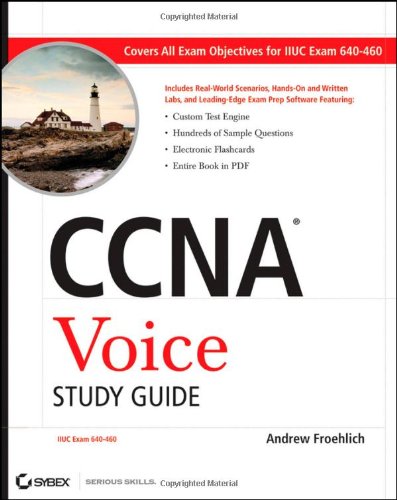 Copyrighted Material
Covers All Exam Objectives for IIUC Exam 640-460
Includes Real-World Scenarios, Hands-On and Written
Labs, and Leading-Edge Exam Prep Software Featuring:
• Custom Test Engine
• Hundreds of Sample Questions
• Electronic Flashcards
• Entire Book in PDF
CCNA®
Voice
STUDY GUIDE
IIUC Exam 640-460
Andrew Froehlich
SYBEX
SERIOUS SKILLS.
Copyrighted Material